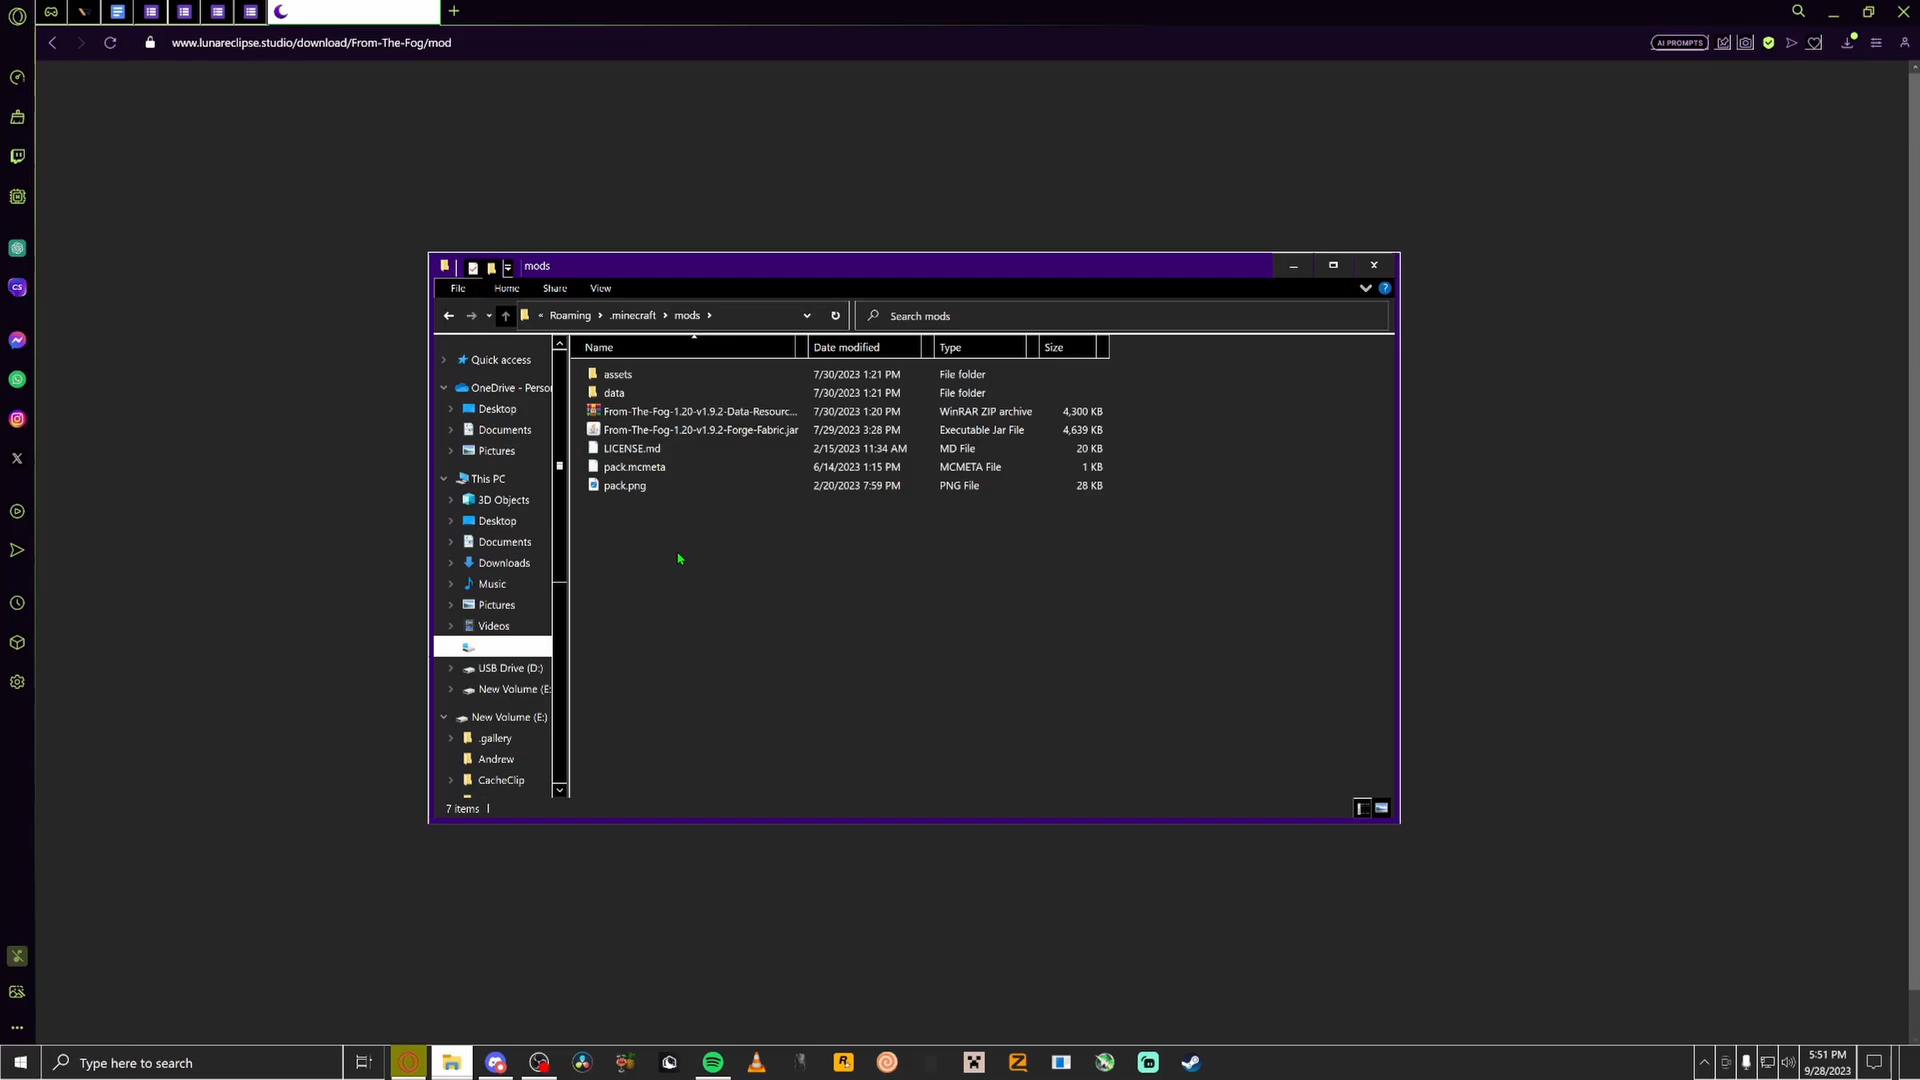 www.lunareclipse.studio/download/From-The-Fog/mod
AI PROMPTS
mods
File Home Share View
« Roaming › .minecraft › mods ›
Search mods
Name Date modified Type Size
Quick access
OneDrive - Perso
Desktop
Documents
Pictures
This PC
3D Objects
Desktop
Documents
Downloads
Music
Pictures
Videos
USB Drive (D:)
New Volume (E:
New Volume (E:)
.gallery
Andrew
CacheClip
assets 7/30/2023 1:21 PM File folder
data 7/30/2023 1:21 PM File folder
From-The-Fog-1.20-v1.9.2-Data-Resourc... 7/30/2023 1:20 PM WinRAR ZIP archive 4,300 KB
From-The-Fog-1.20-v1.9.2-Forge-Fabric.jar 7/29/2023 3:28 PM Executable Jar File 4,639 KB
LICENSE.md 2/15/2023 11:34 AM MD File 20 KB
pack.mcmeta 6/14/2023 1:15 PM MCMETA File 1 KB
pack.png 2/20/2023 7:59 PM PNG File 28 KB
7 items
Type here to search
5:51 PM
9/28/2023